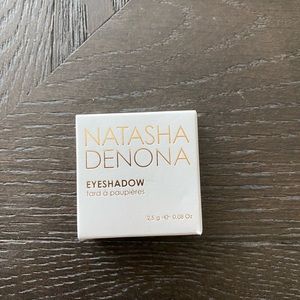 NATASHA
DENONA
EYESHADOW
fard à paupières
2.5 g ℮ 0.08 Oz